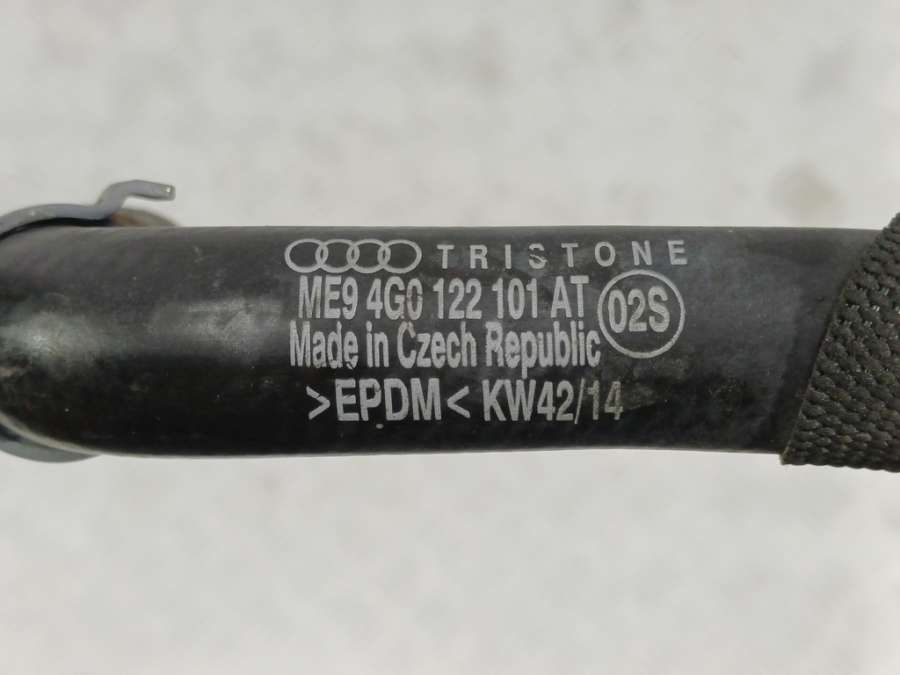 TRISTONE
ME9 4G0 122 101 AT 02S
Made in Czech Republic
>EPDM< KW42/14